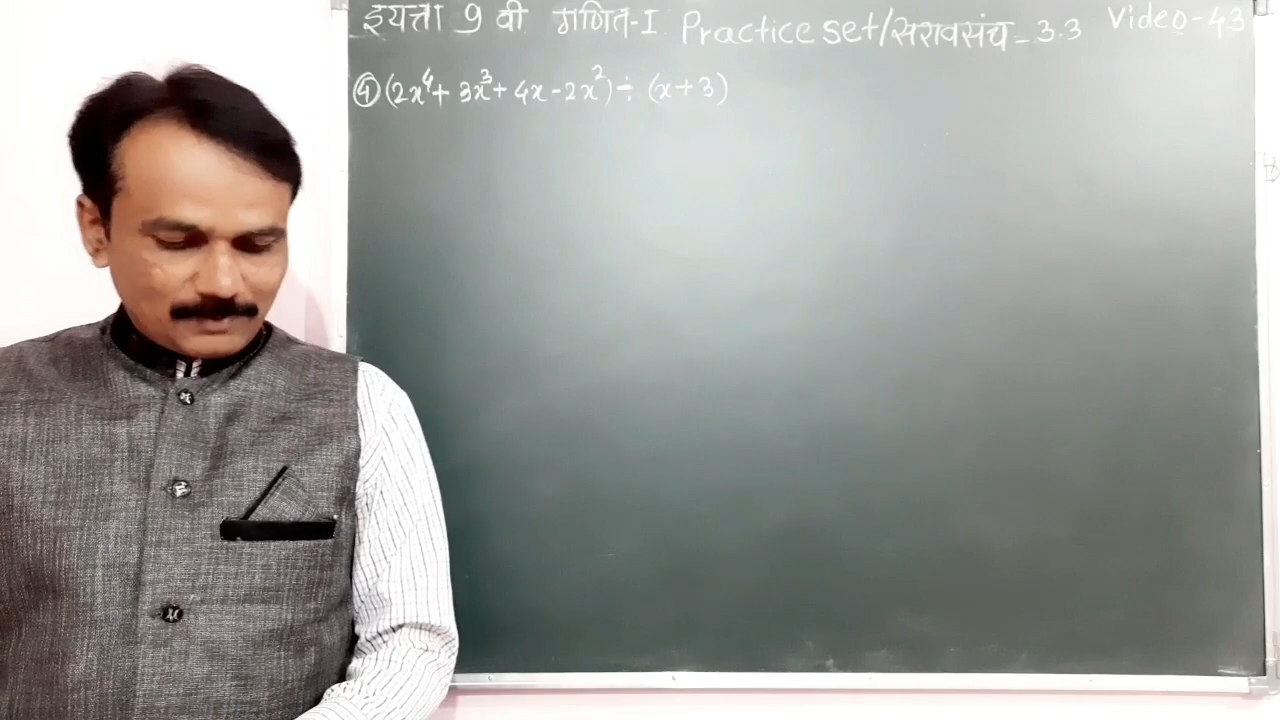 इयत्ता 9 वी गणित-I Practice set/सरावसंच - 3.3 Video - 43
④ (2x⁴ + 3x³ + 4x - 2x²) ÷ (x + 3)